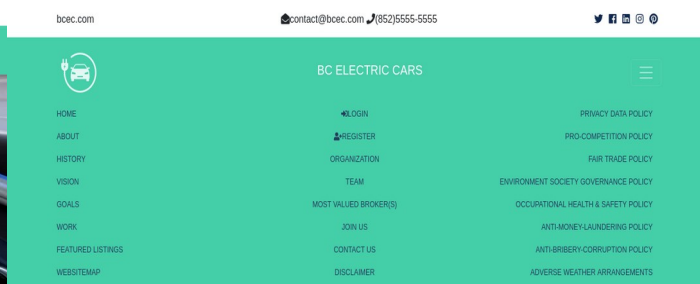 bcec.com contact@bcec.com (852)5555-5555
BC ELECTRIC CARS
HOME LOGIN PRIVACY DATA POLICY
ABOUT REGISTER PRO-COMPETITION POLICY
HISTORY ORGANIZATION FAIR TRADE POLICY
VISION TEAM ENVIRONMENT SOCIETY GOVERNANCE POLICY
GOALS MOST VALUED BROKER(S) OCCUPATIONAL HEALTH & SAFETY POLICY
WORK JOIN US ANTI-MONEY-LAUNDERING POLICY
FEATURED LISTINGS CONTACT US ANTI-BRIBERY-CORRUPTION POLICY
WEBSITEMAP DISCLAIMER ADVERSE WEATHER ARRANGEMENTS